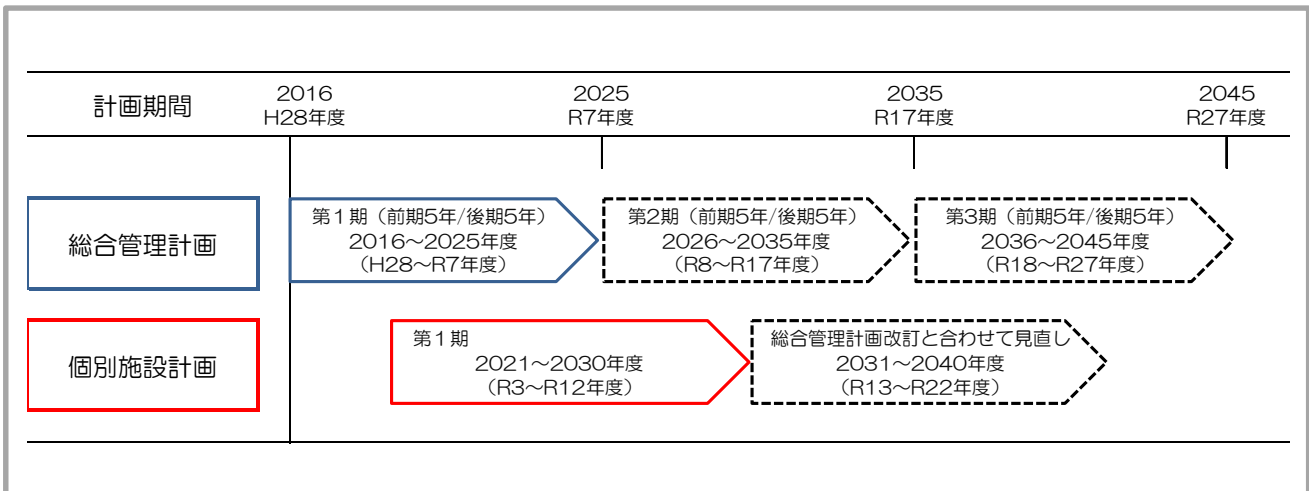 計画期間
2016
H28年度
2025
R7年度
2035
R17年度
2045
R27年度
総合管理計画
第１期（前期5年/後期5年）
2016～2025年度
（H28～R7年度）
第2期（前期5年/後期5年）
2026～2035年度
（R8～R17年度）
第3期（前期5年/後期5年）
2036～2045年度
（R18～R27年度）
個別施設計画
第１期
2021～2030年度
（R3～R12年度）
総合管理計画改訂と合わせて見直し
2031～2040年度
（R13～R22年度）